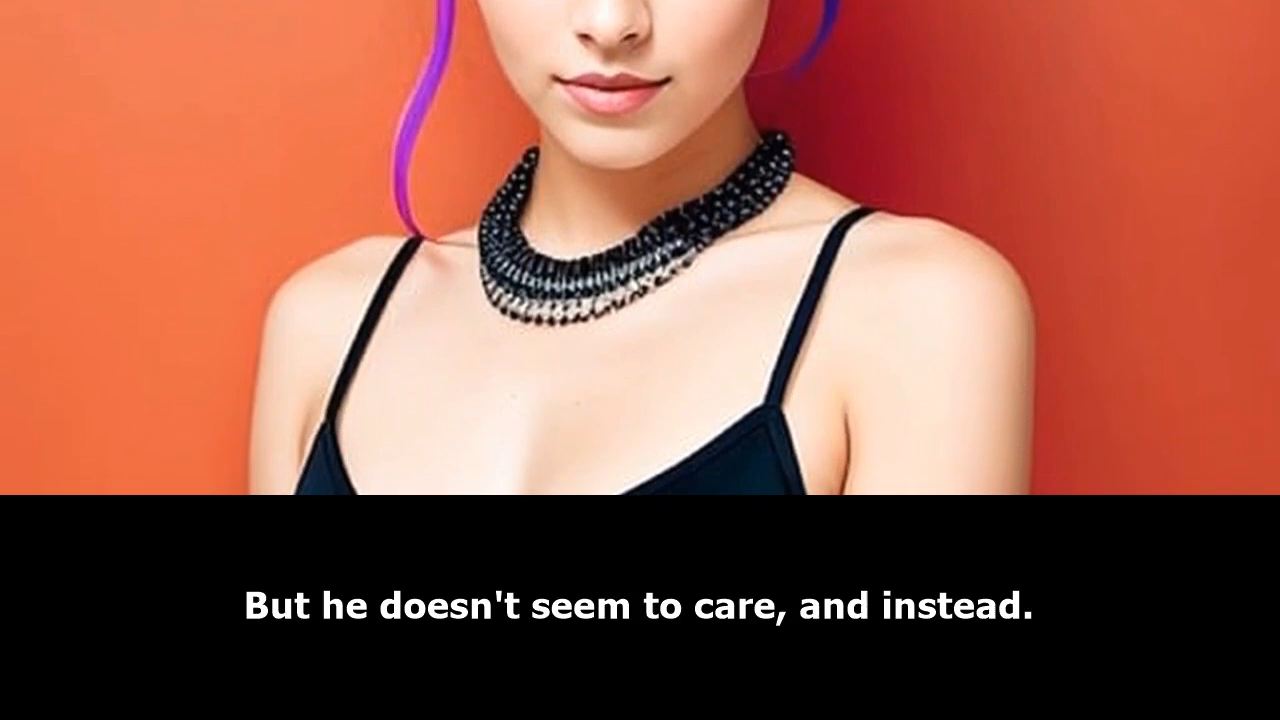 But he doesn't seem to care, and instead.